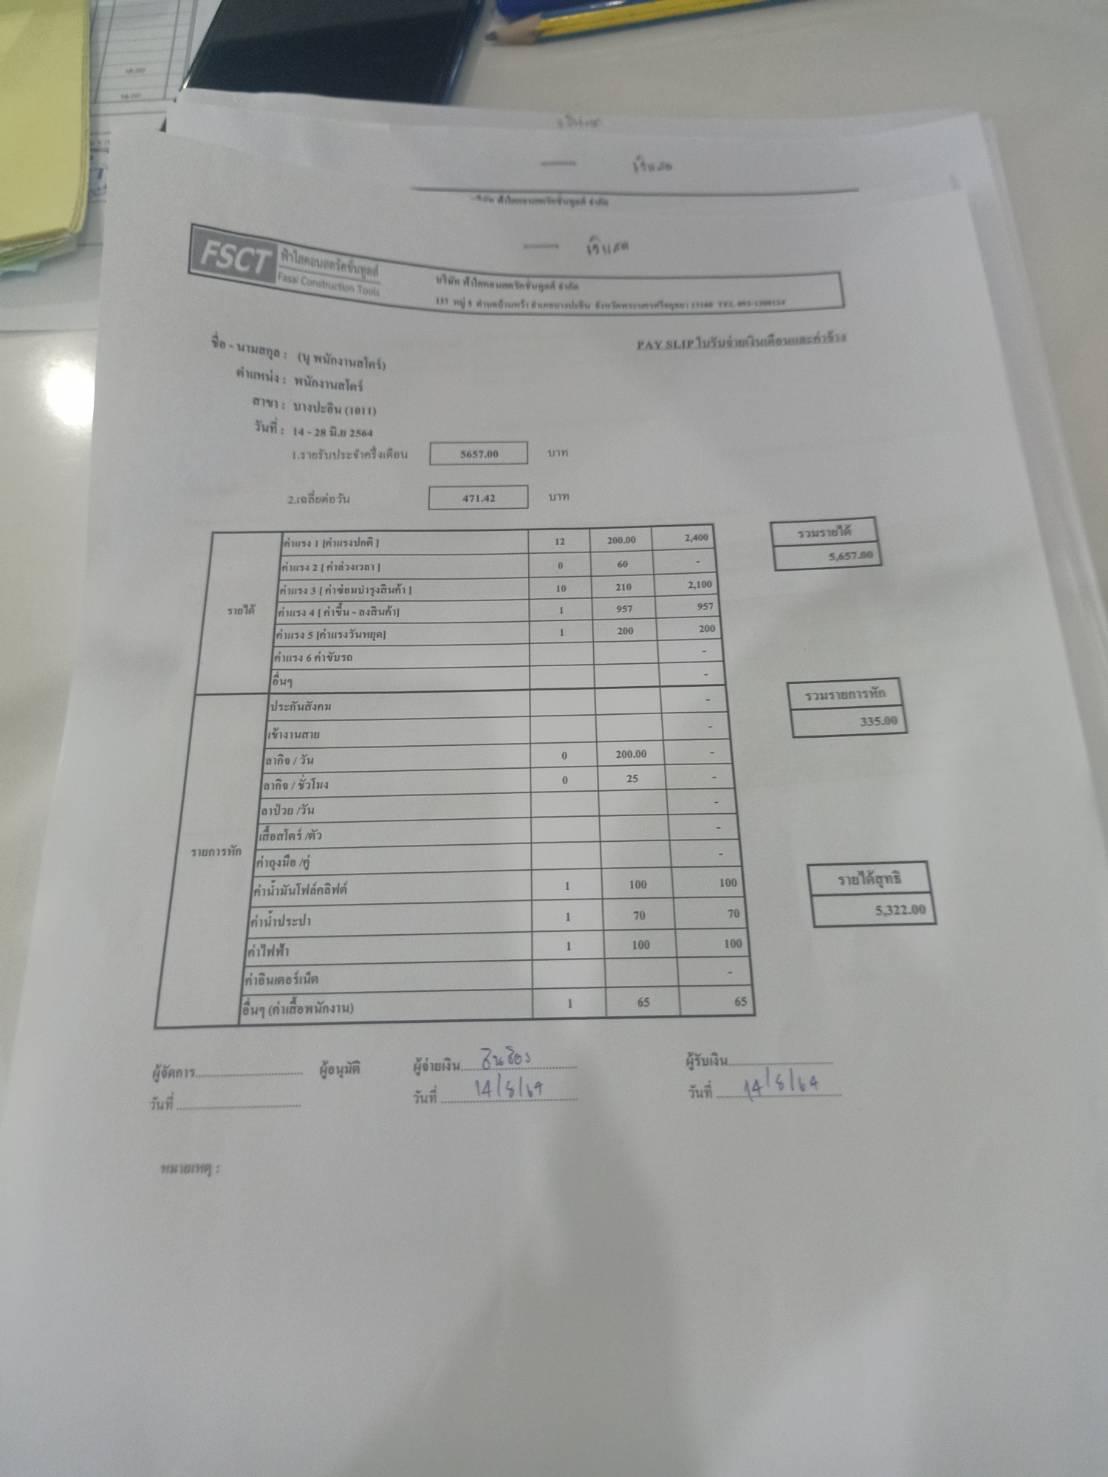 เงินสด
FSCT
ฟ้าใสคอนสตรัคชั่นทูลส์
Fasai Construction Tools
บริษัท ฟ้าใสคอนสตรัคชั่นทูลส์ จำกัด
PAY SLIP ใบรับจ่ายเงินเดือนและค่าจ้าง
ชื่อ - นามสกุล : (นุ พนักงานสโตร์)
ตำแหน่ง : พนักงานสโตร์
สาขา : บางปะอิน (1011)
วันที่ : 14 - 28 มิ.ย 2564
1.รายรับประจำครึ่งเดือน 5657.00 บาท
2.เฉลี่ยต่อวัน 471.42 บาท
รายได้
ค่าแรง 1 [ค่าแรงปกติ ] 12 200.00 2,400
ค่าแรง 2 [ ค่าล่วงเวลา ] 0 60 -
ค่าแรง 3 [ ค่าซ่อมบำรุงสินค้า ] 10 210 2,100
ค่าแรง 4 [ ค่าขึ้น - ลงสินค้า] 1 957 957
ค่าแรง 5 [ค่าแรงวันหยุด] 1 200 200
ค่าแรง 6 ค่าขับรถ -
อื่นๆ -
รวมรายได้
5,657.00
รายการหัก
ประกันสังคม -
เข้างานสาย -
ลากิจ / วัน 0 200.00 -
ลากิจ / ชั่วโมง 0 25 -
ลาป่วย /วัน -
เสื้อสโตร์ /ตัว -
ค่าถุงมือ /คู่ -
ค่าน้ำมันโฟล์คลิฟต์ 1 100 100
ค่าน้ำประปา 1 70 70
ค่าไฟฟ้า 1 100 100
ค่าอินเตอร์เน็ต -
อื่นๆ (ค่าเสื้อพนักงาน) 1 65 65
รวมรายการหัก
335.00
รายได้สุทธิ
5,322.00
ผู้จัดการ ผู้อนุมัติ ผู้จ่ายเงิน ผู้รับเงิน
วันที่ วันที่ 14/8/64 วันที่ 14/8/64
หมายเหตุ :